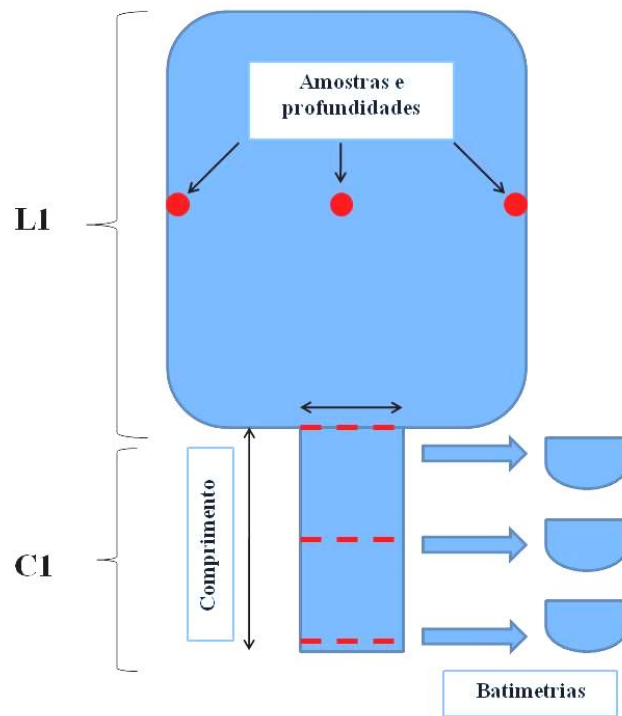 Amostras e
profundidades
L1
Comprimento
C1
Batimetrias